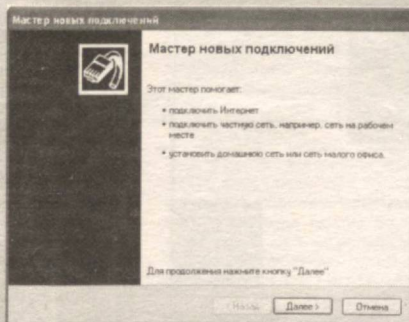 Мастер новых подключений
Мастер новых подключений
Этот мастер помогает:
• подключить Интернет
• подключить частную сеть, например, сеть на рабочем
месте
• установить домашнюю сеть или сеть малого офиса.
Для продолжения нажмите кнопку "Далее"
< Назад
Далее >
Отмена